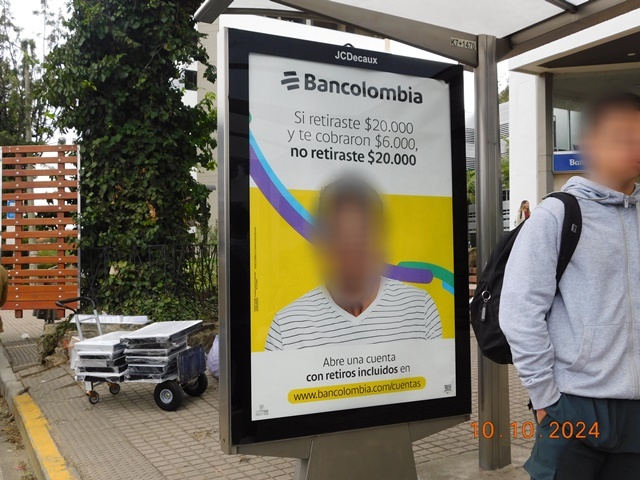 JCDecaux
Bancolombia
Si retiraste $20.000
y te cobraron $6.000,
no retiraste $20.000
Abre una cuenta
con retiros incluidos en
www.bancolombia.com/cuentas
10.10.2024